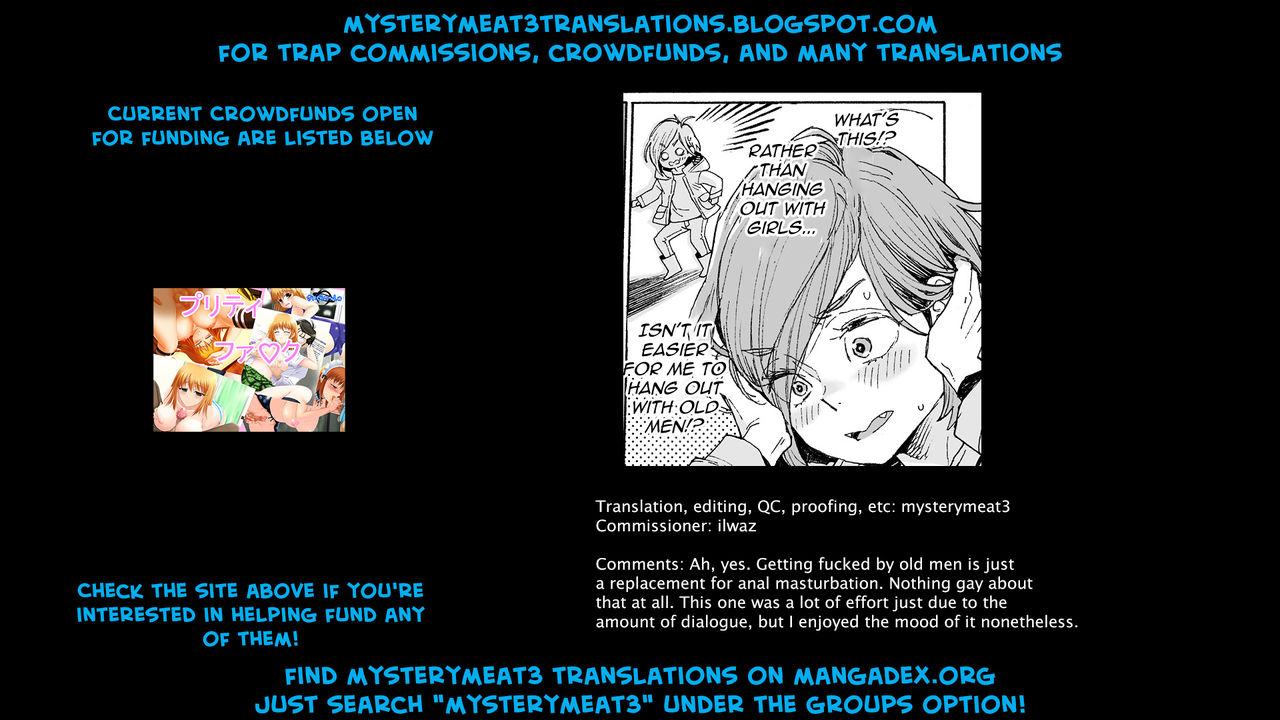 MYSTERYMEAT3TRANSLATIONS.BLOGSPOT.COM
FOR TRAP COMMISSIONS, CROWDFUNDS, AND MANY TRANSLATIONS
CURRENT CROWDFUNDS OPEN
FOR FUNDING ARE LISTED BELOW
プリティ
ファ♡ク
WHAT'S
THIS!?
RATHER
THAN
HANGING
OUT WITH
GIRLS...
ISN'T IT
EASIER
FOR ME TO
HANG OUT
WITH OLD
MEN!?
Translation, editing, QC, proofing, etc: mysterymeat3
Commissioner: ilwaz
Comments: Ah, yes. Getting fucked by old men is just
a replacement for anal masturbation. Nothing gay about
that at all. This one was a lot of effort just due to the
amount of dialogue, but I enjoyed the mood of it nonetheless.
CHECK THE SITE ABOVE IF YOU'RE
INTERESTED IN HELPING FUND ANY
OF THEM!
FIND MYSTERYMEAT3 TRANSLATIONS ON MANGADEX.ORG
JUST SEARCH "MYSTERYMEAT3" UNDER THE GROUPS OPTION!